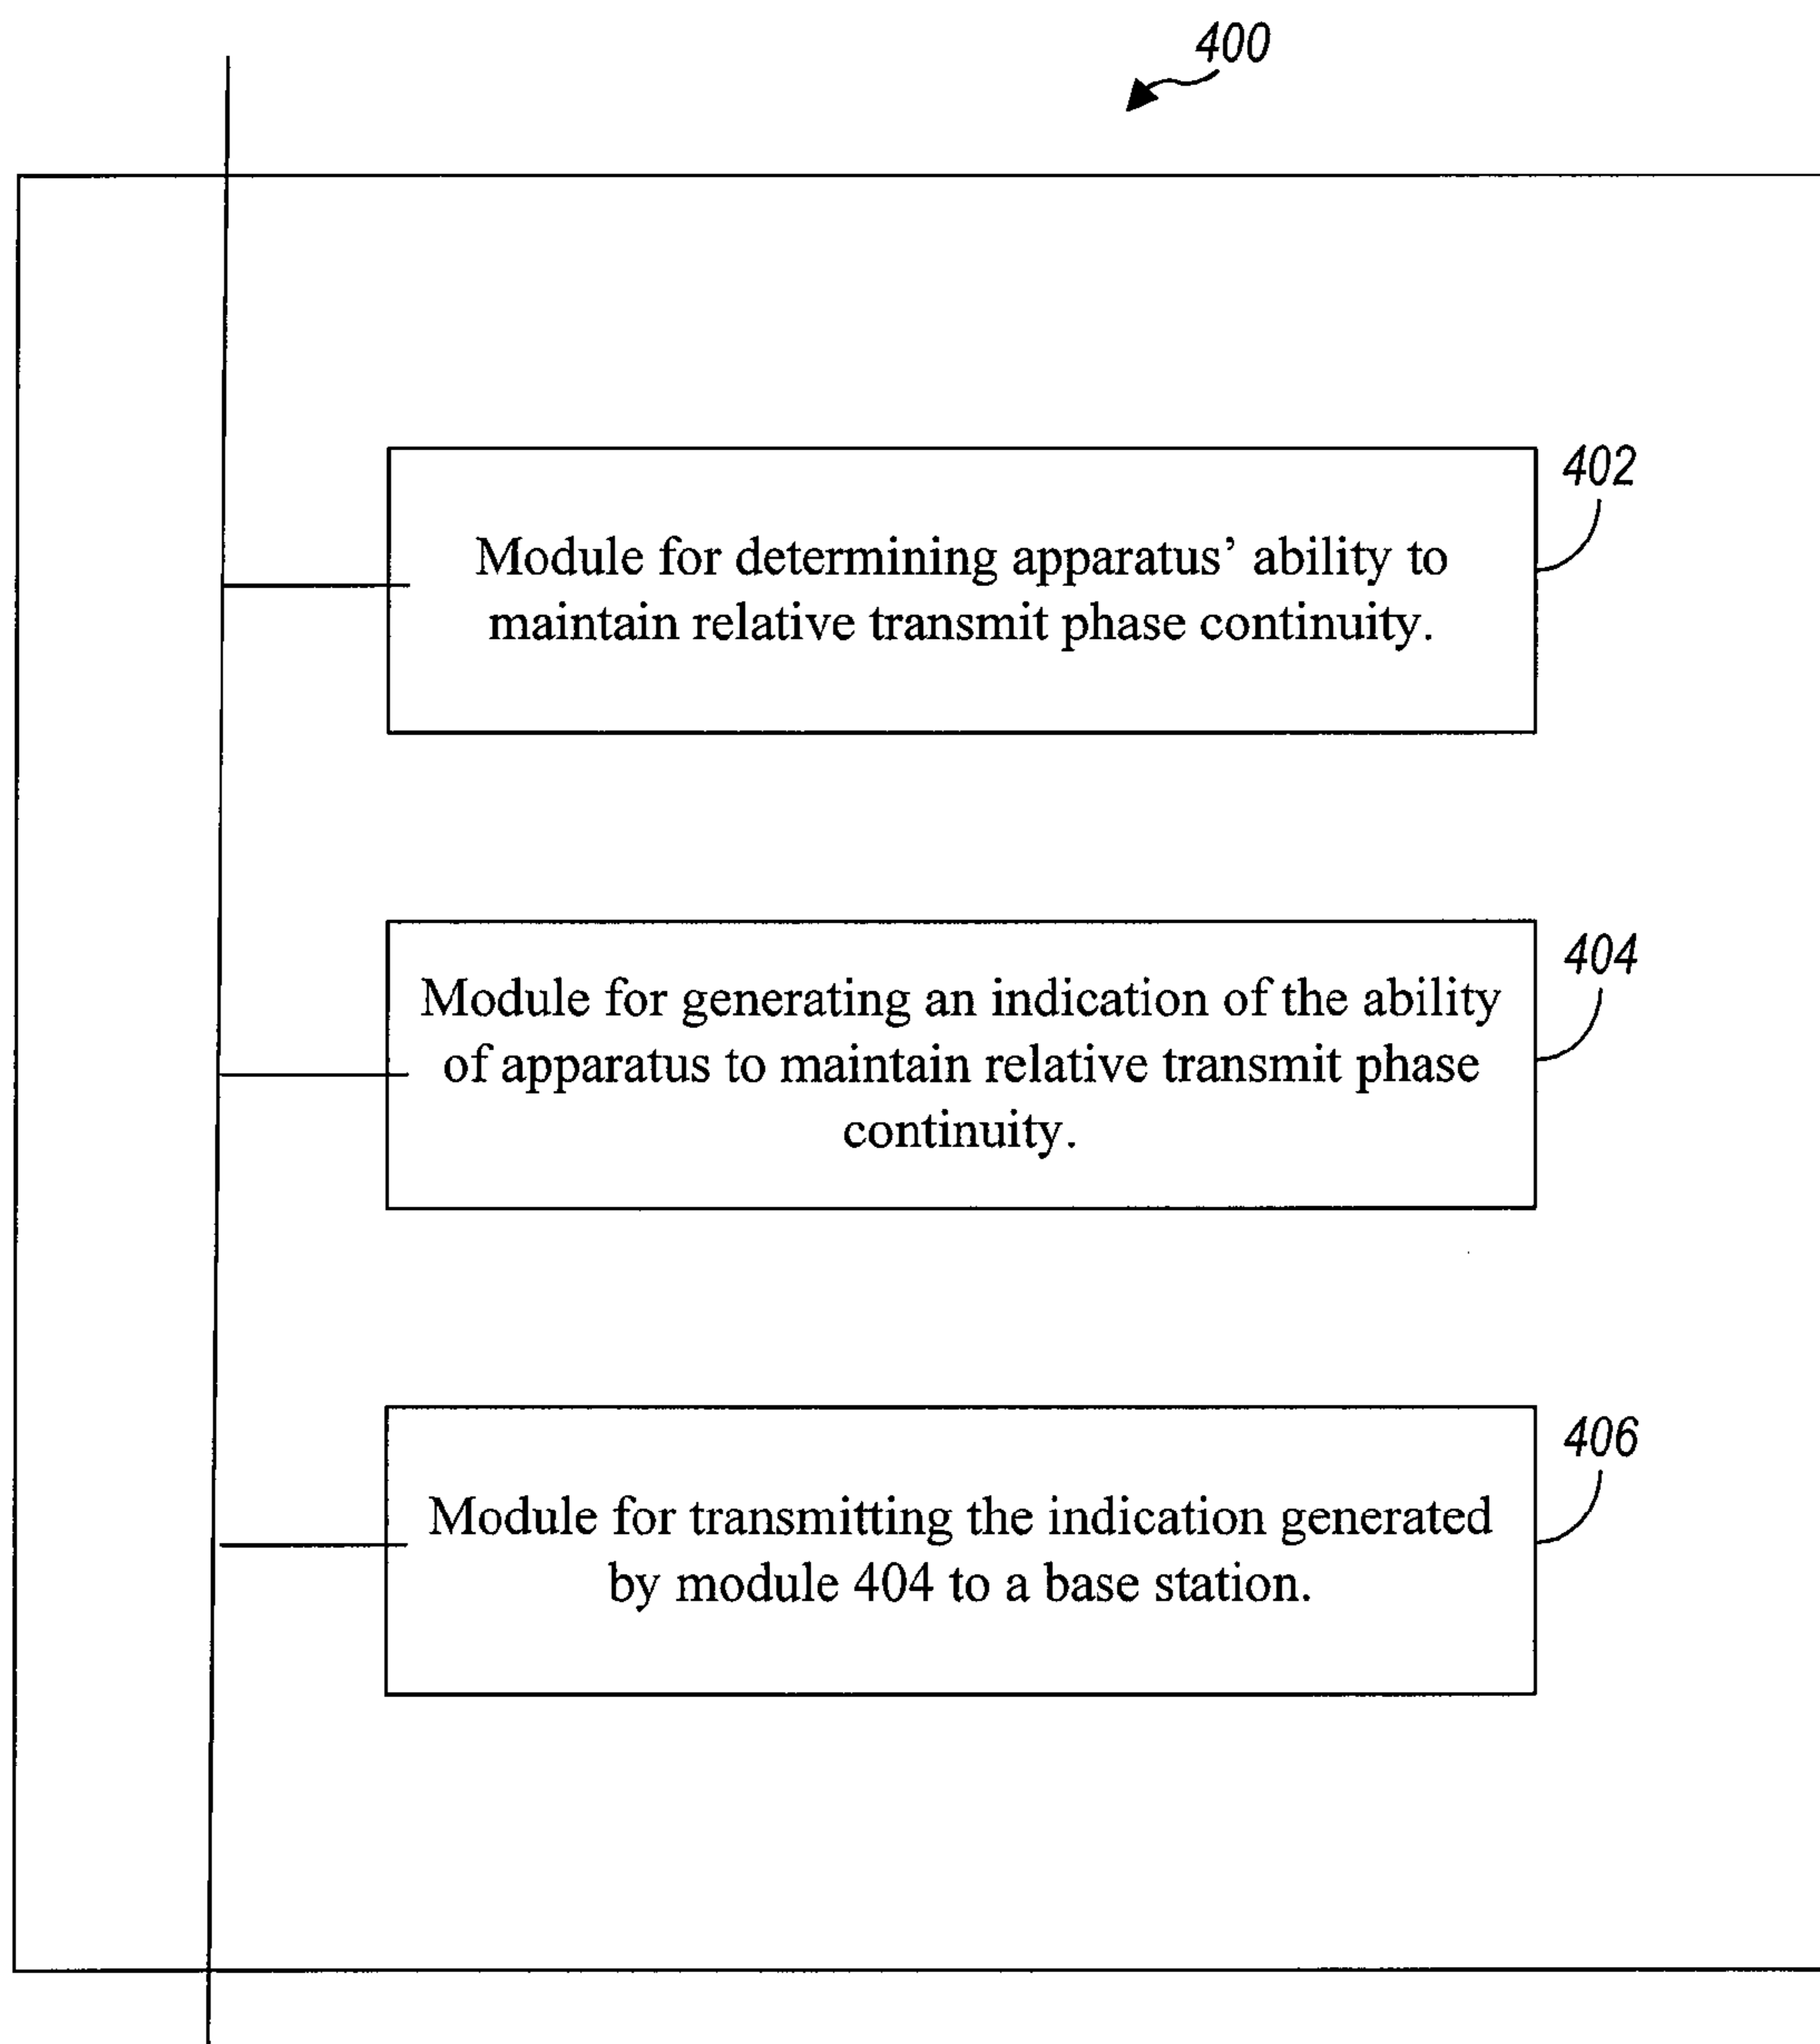 400
402
Module for determining apparatus’ ability to
maintain relative transmit phase continuity.
404
Module for generating an indication of the ability
of apparatus to maintain relative transmit phase
continuity.
406
Module for transmitting the indication generated
by module 404 to a base station.